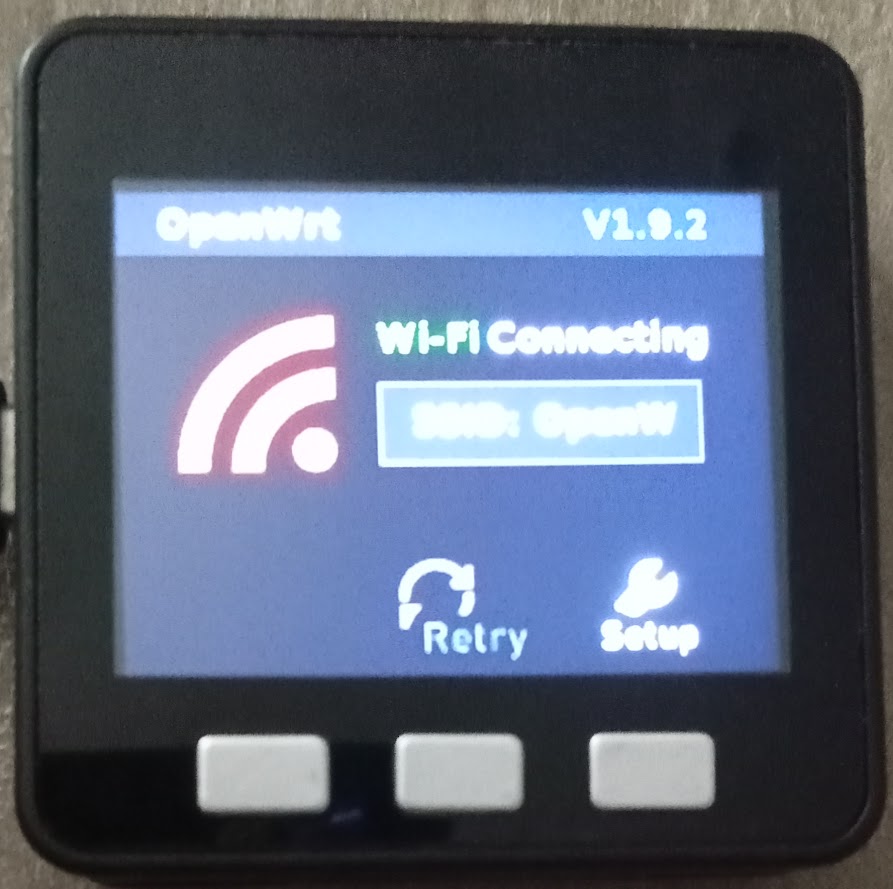 OpenWrt V1.9.2
Wi-Fi Connecting
SSID: OpenW
Retry Setup